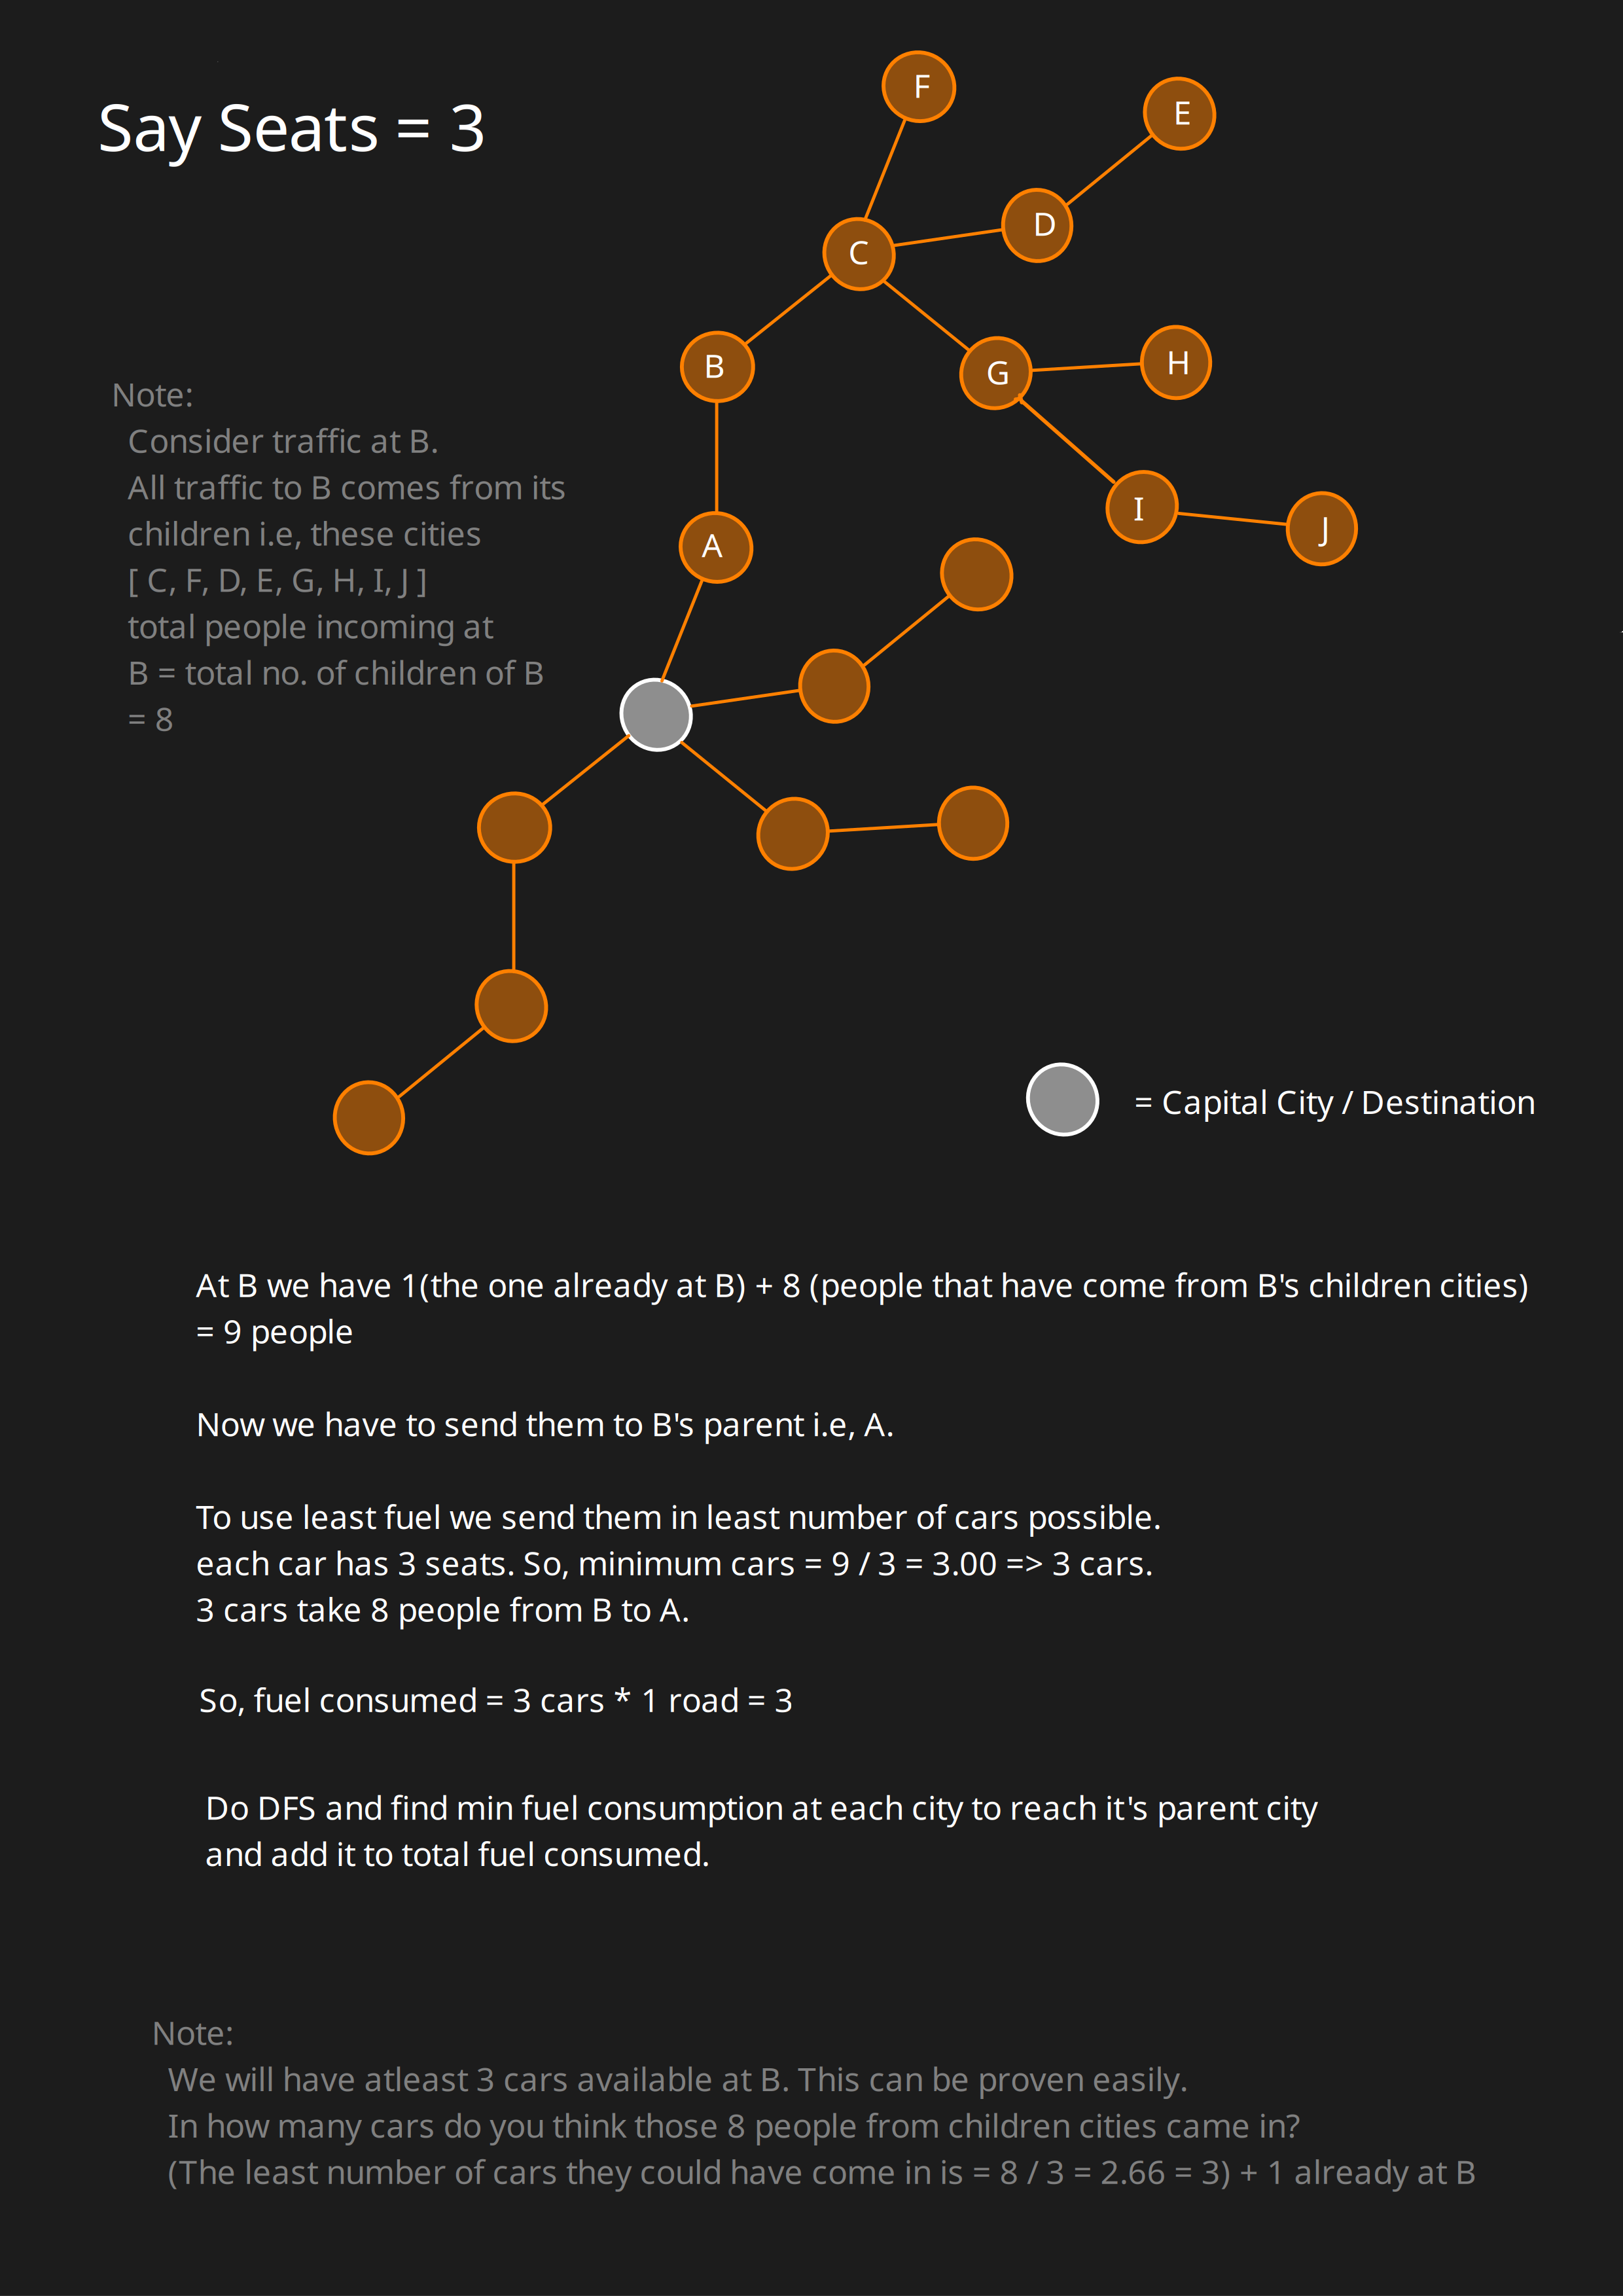 Say Seats = 3
F
E
D
C
B
G
H
I
J
A
Note:
Consider traffic at B.
All traffic to B comes from its
children i.e, these cities
[ C, F, D, E, G, H, I, J ]
total people incoming at
B = total no. of children of B
= 8
= Capital City / Destination
At B we have 1(the one already at B) + 8 (people that have come from B's children cities)
= 9 people
Now we have to send them to B's parent i.e, A.
To use least fuel we send them in least number of cars possible.
each car has 3 seats. So, minimum cars = 9 / 3 = 3.00 => 3 cars.
3 cars take 8 people from B to A.
So, fuel consumed = 3 cars * 1 road = 3
Do DFS and find min fuel consumption at each city to reach it's parent city
and add it to total fuel consumed.
Note:
We will have atleast 3 cars available at B. This can be proven easily.
In how many cars do you think those 8 people from children cities came in?
(The least number of cars they could have come in is = 8 / 3 = 2.66 = 3) + 1 already at B